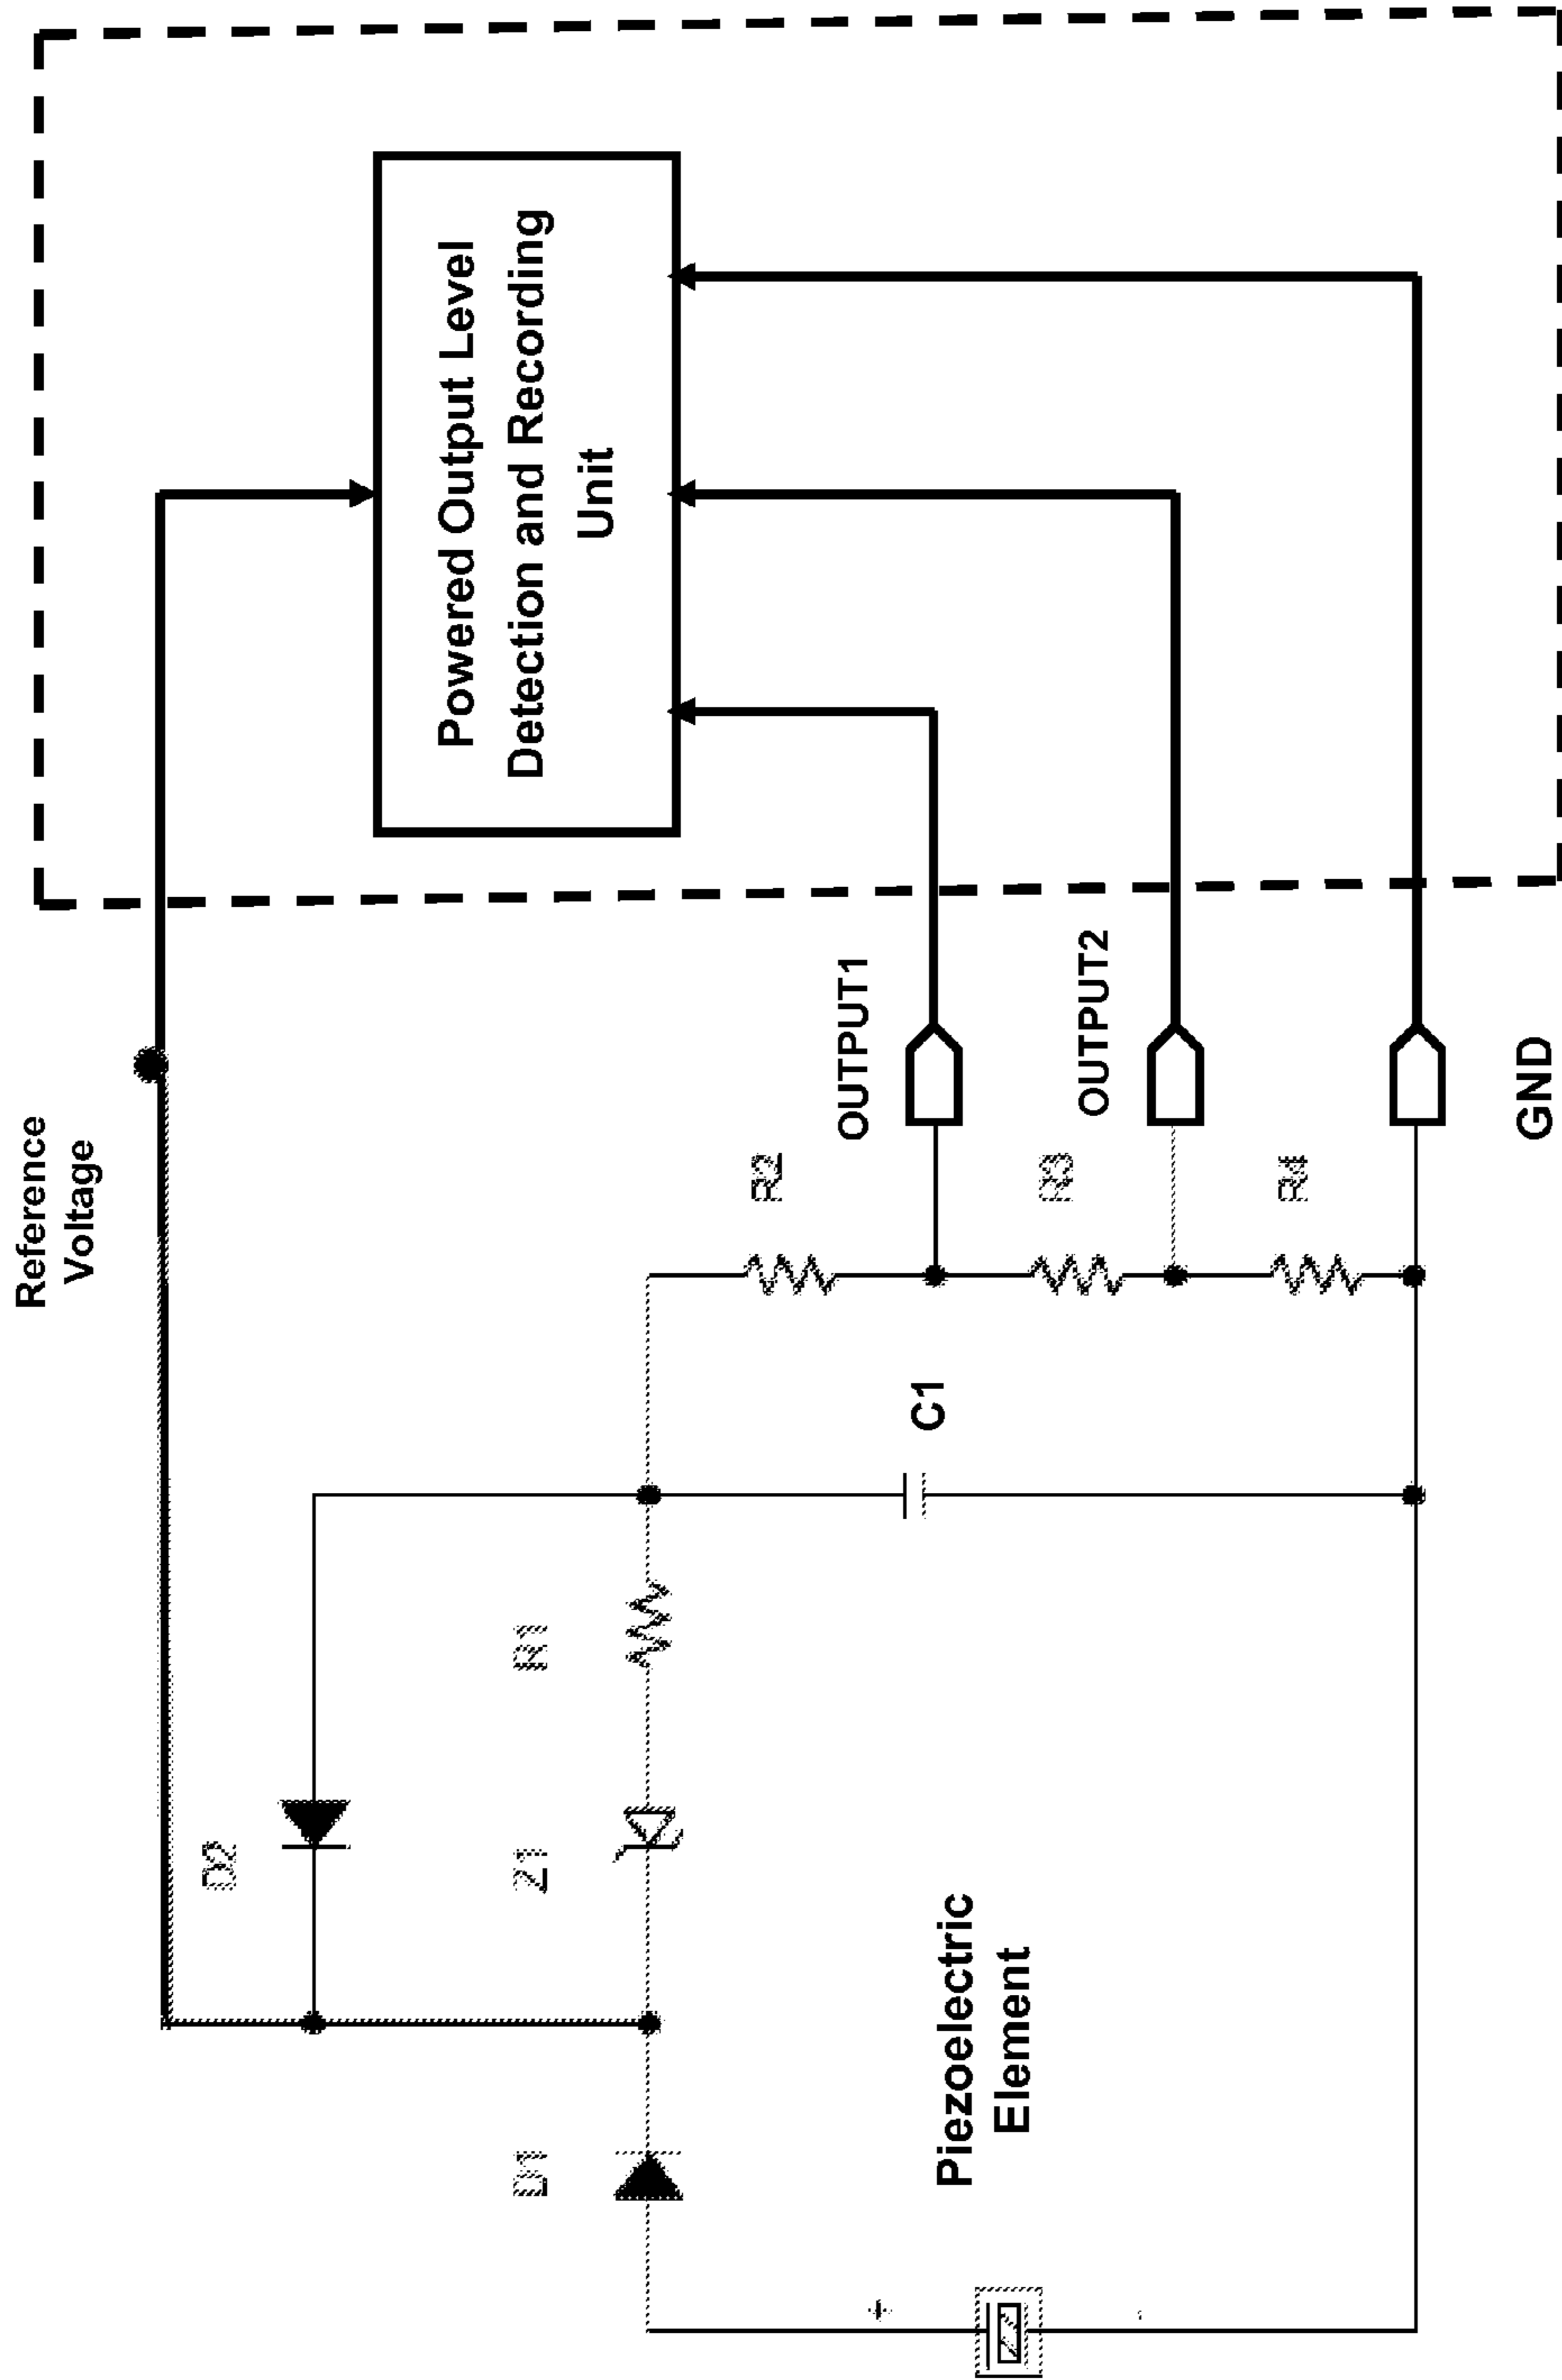 Reference
Voltage
Powered Output Level
Detection and Recording
Unit
D2
D1
Z1
R1
R2
OUTPUT1
C1
R3
OUTPUT2
R4
Piezoelectric
Element
+
-
GND